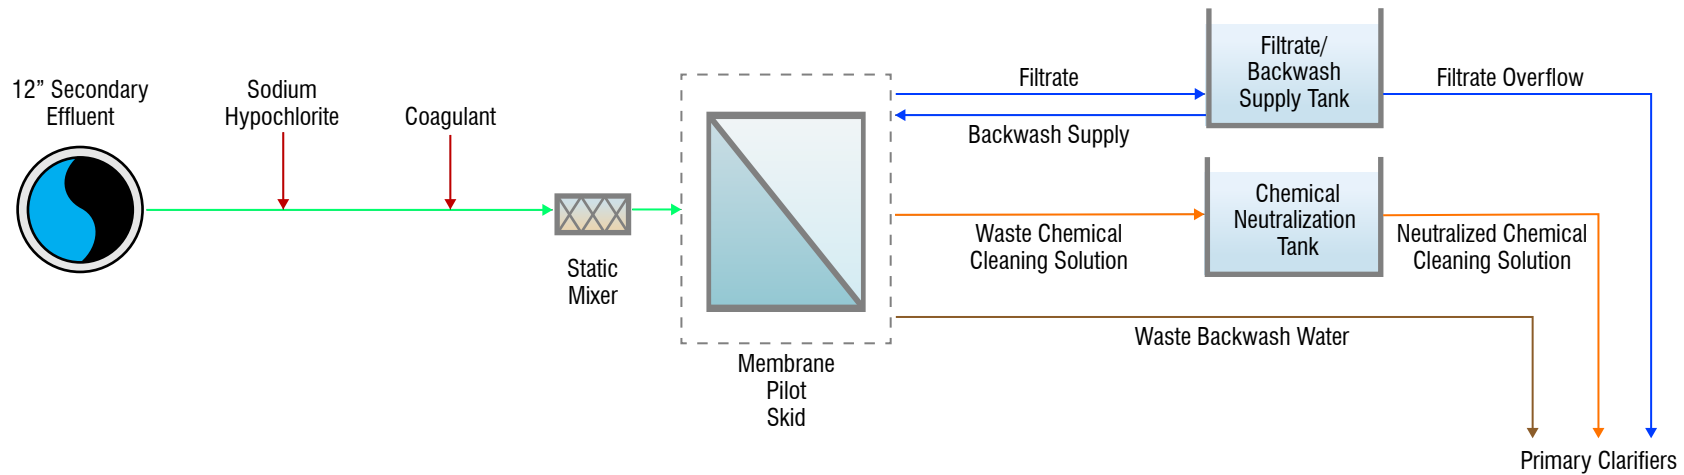 12” Secondary
Effluent
Sodium
Hypochlorite
Coagulant
Static
Mixer
Membrane
Pilot
Skid
Filtrate
Backwash Supply
Filtrate/
Backwash
Supply Tank
Filtrate Overflow
Waste Chemical
Cleaning Solution
Chemical
Neutralization
Tank
Neutralized Chemical
Cleaning Solution
Waste Backwash Water
Primary Clarifiers